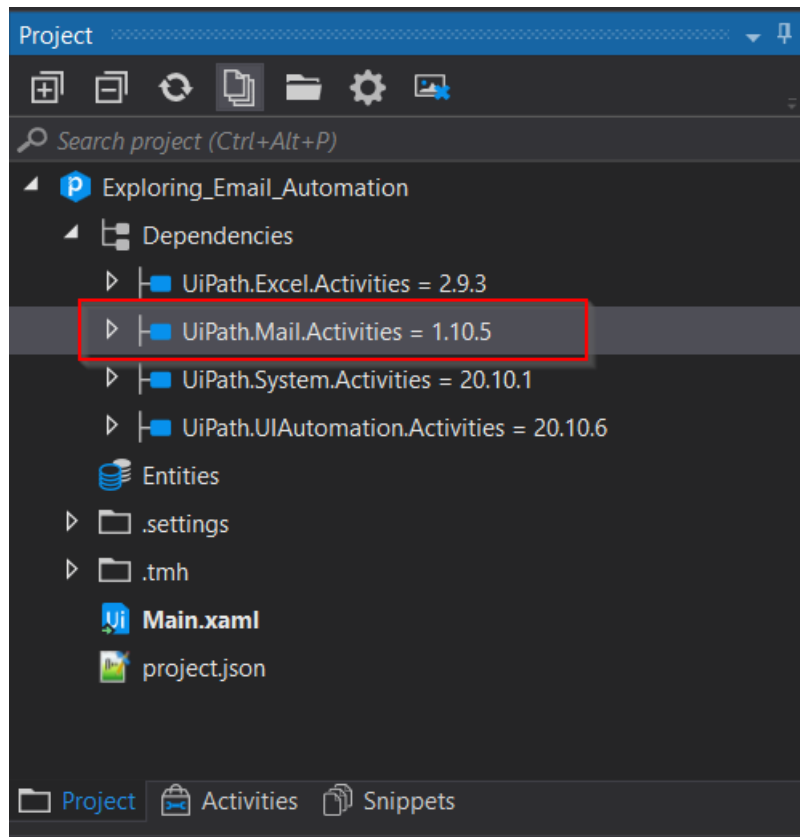 Project
Search project (Ctrl+Alt+P)
Exploring_Email_Automation
Dependencies
UiPath.Excel.Activities = 2.9.3
UiPath.Mail.Activities = 1.10.5
UiPath.System.Activities = 20.10.1
UiPath.UIAutomation.Activities = 20.10.6
Entities
.settings
.tmh
Main.xaml
project.json
Project Activities Snippets